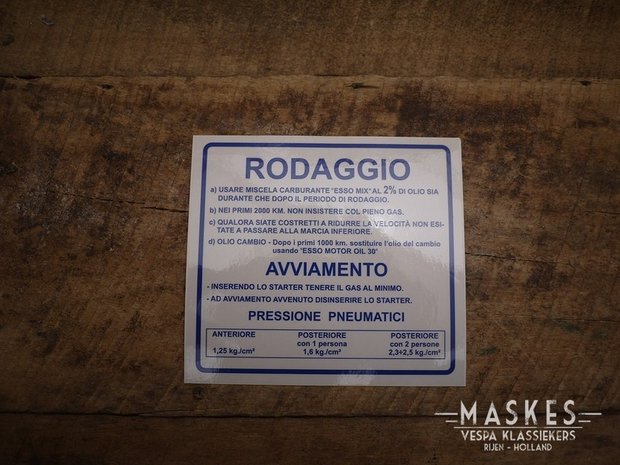 RODAGGIO
a) USARE MISCELA CARBURANTE "ESSO MIX" AL 2% DI OLIO SIA
DURANTE CHE DOPO IL PERIODO DI RODAGGIO.
b) NEI PRIMI 2000 KM. NON INSISTERE COL PIENO GAS.
c) QUALORA SIATE COSTRETTI A RIDURRE LA VELOCITÀ NON ESI-
TATE A PASSARE ALLA MARCIA INFERIORE.
d) OLIO CAMBIO - Dopo i primi 1000 km. sostituire l'olio del cambio
usando "ESSO MOTOR OIL 30"
AVVIAMENTO
- INSERENDO LO STARTER TENERE IL GAS AL MINIMO.
- AD AVVIAMENTO AVVENUTO DISINSERIRE LO STARTER.
PRESSIONE PNEUMATICI
ANTERIORE POSTERIORE POSTERIORE
con 1 persona con 2 persone
1,25 kg./cm² 1,6 kg./cm² 2,3÷2,5 kg./cm²
MASKES
VESPA KLASSIEKERS
RIJEN - HOLLAND